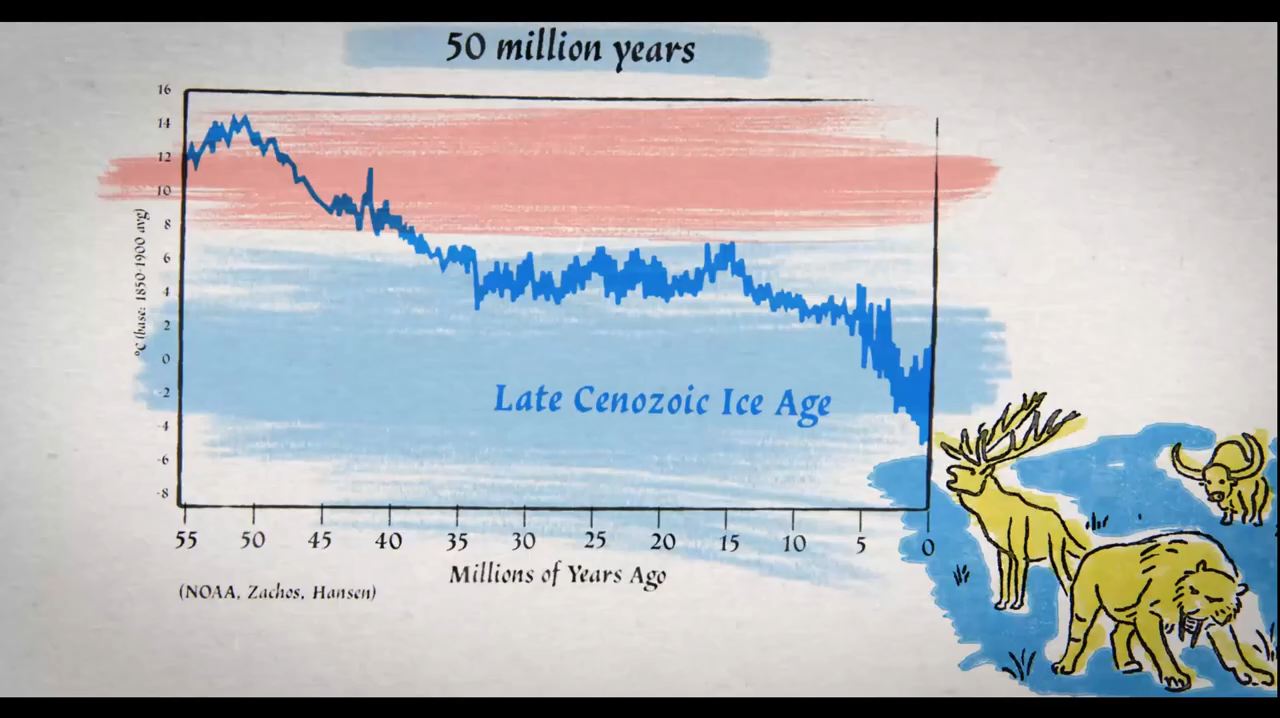 50 million years
16
14
12
10
8
6
4
2
0
-2
-4
-6
-8
°C (base: 1850-1900 avg)
Late Cenozoic Ice Age
55 50 45 40 35 30 25 20 15 10 5 0
Millions of Years Ago
(NOAA, Zachos, Hansen)